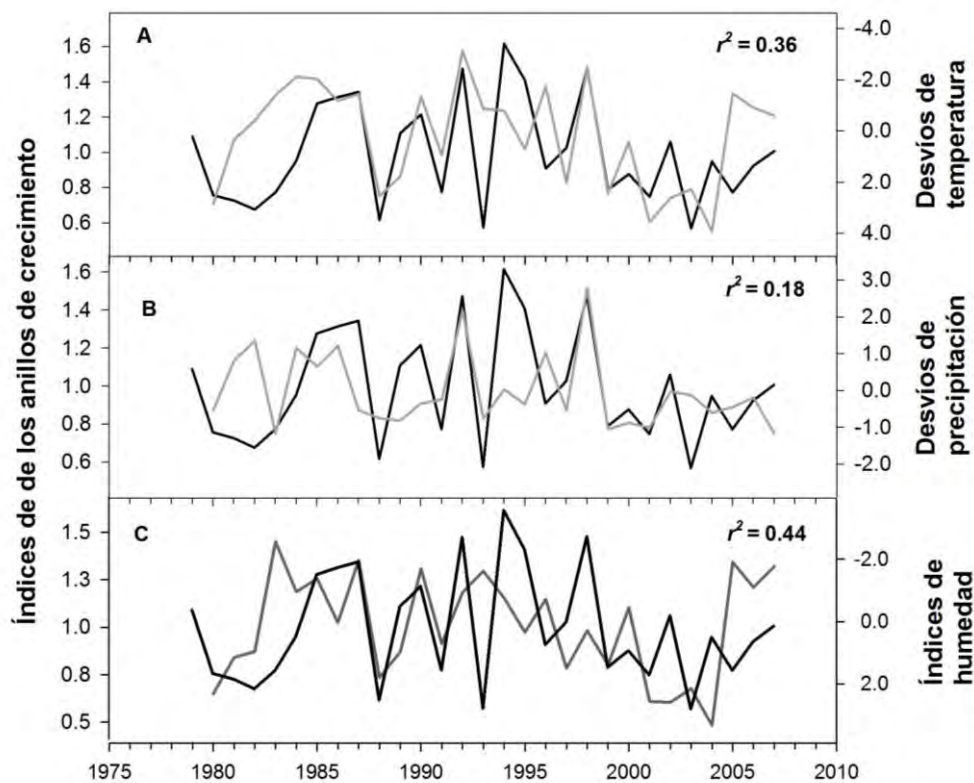 Índices de los anillos de crecimiento
A
r² = 0.36
1.6
1.4
1.2
1.0
0.8
0.6
-4.0
-2.0
0.0
2.0
4.0
Desvíos de
temperatura
B
r² = 0.18
1.6
1.4
1.2
1.0
0.8
0.6
3.0
2.0
1.0
0.0
-1.0
-2.0
Desvíos de
precipitación
C
r² = 0.44
1.5
1.3
1.0
0.8
0.5
-2.0
0.0
2.0
Índices de
humedad
1975 1980 1985 1990 1995 2000 2005 2010